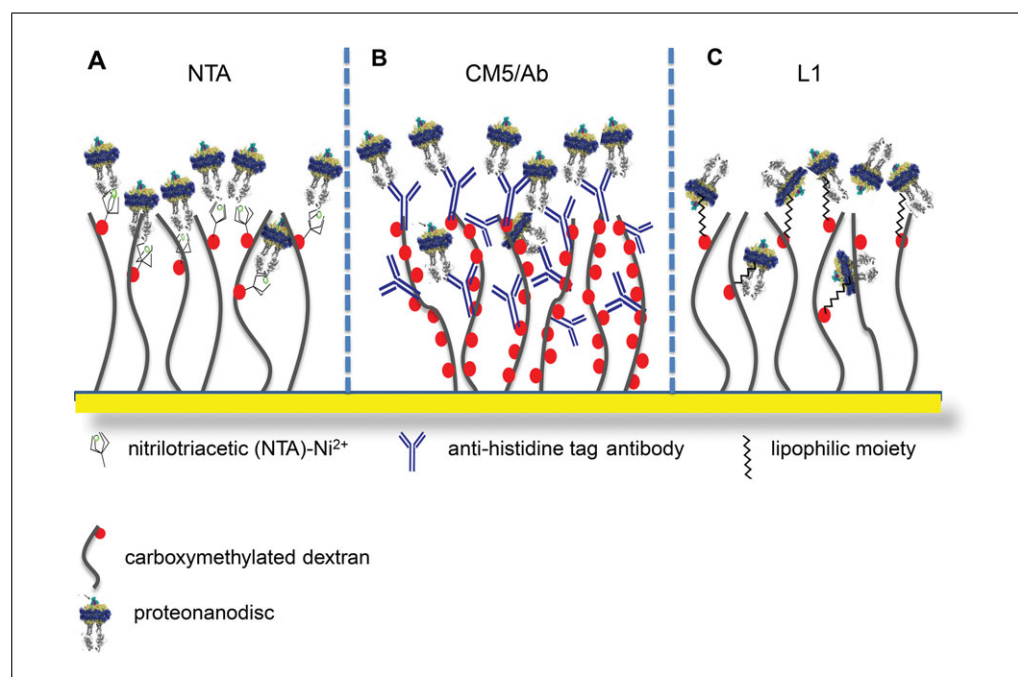 A
NTA
B
CM5/Ab
C
L1
nitrilotriacetic (NTA)-Ni²⁺
anti-histidine tag antibody
lipophilic moiety
carboxymethylated dextran
proteonanodisc